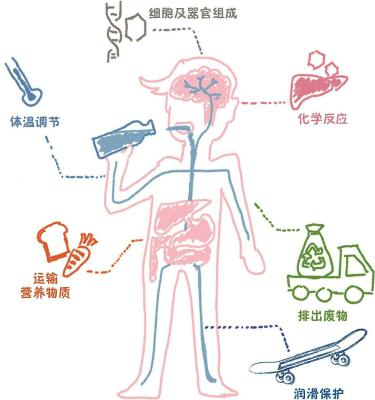 细胞及器官组成
体温调节
化学反应
运输
营养物质
排出废物
润滑保护